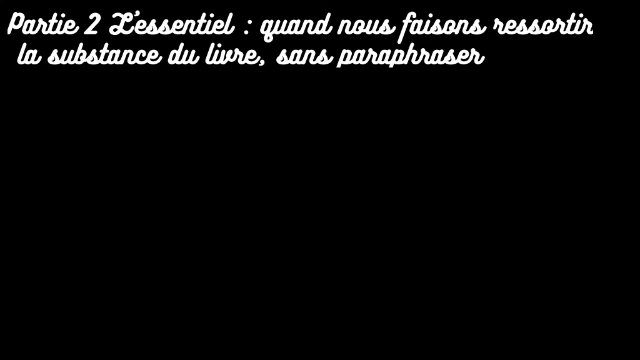 Partie 2 L'essentiel : quand nous faisons ressortir
la substance du livre, sans paraphraser